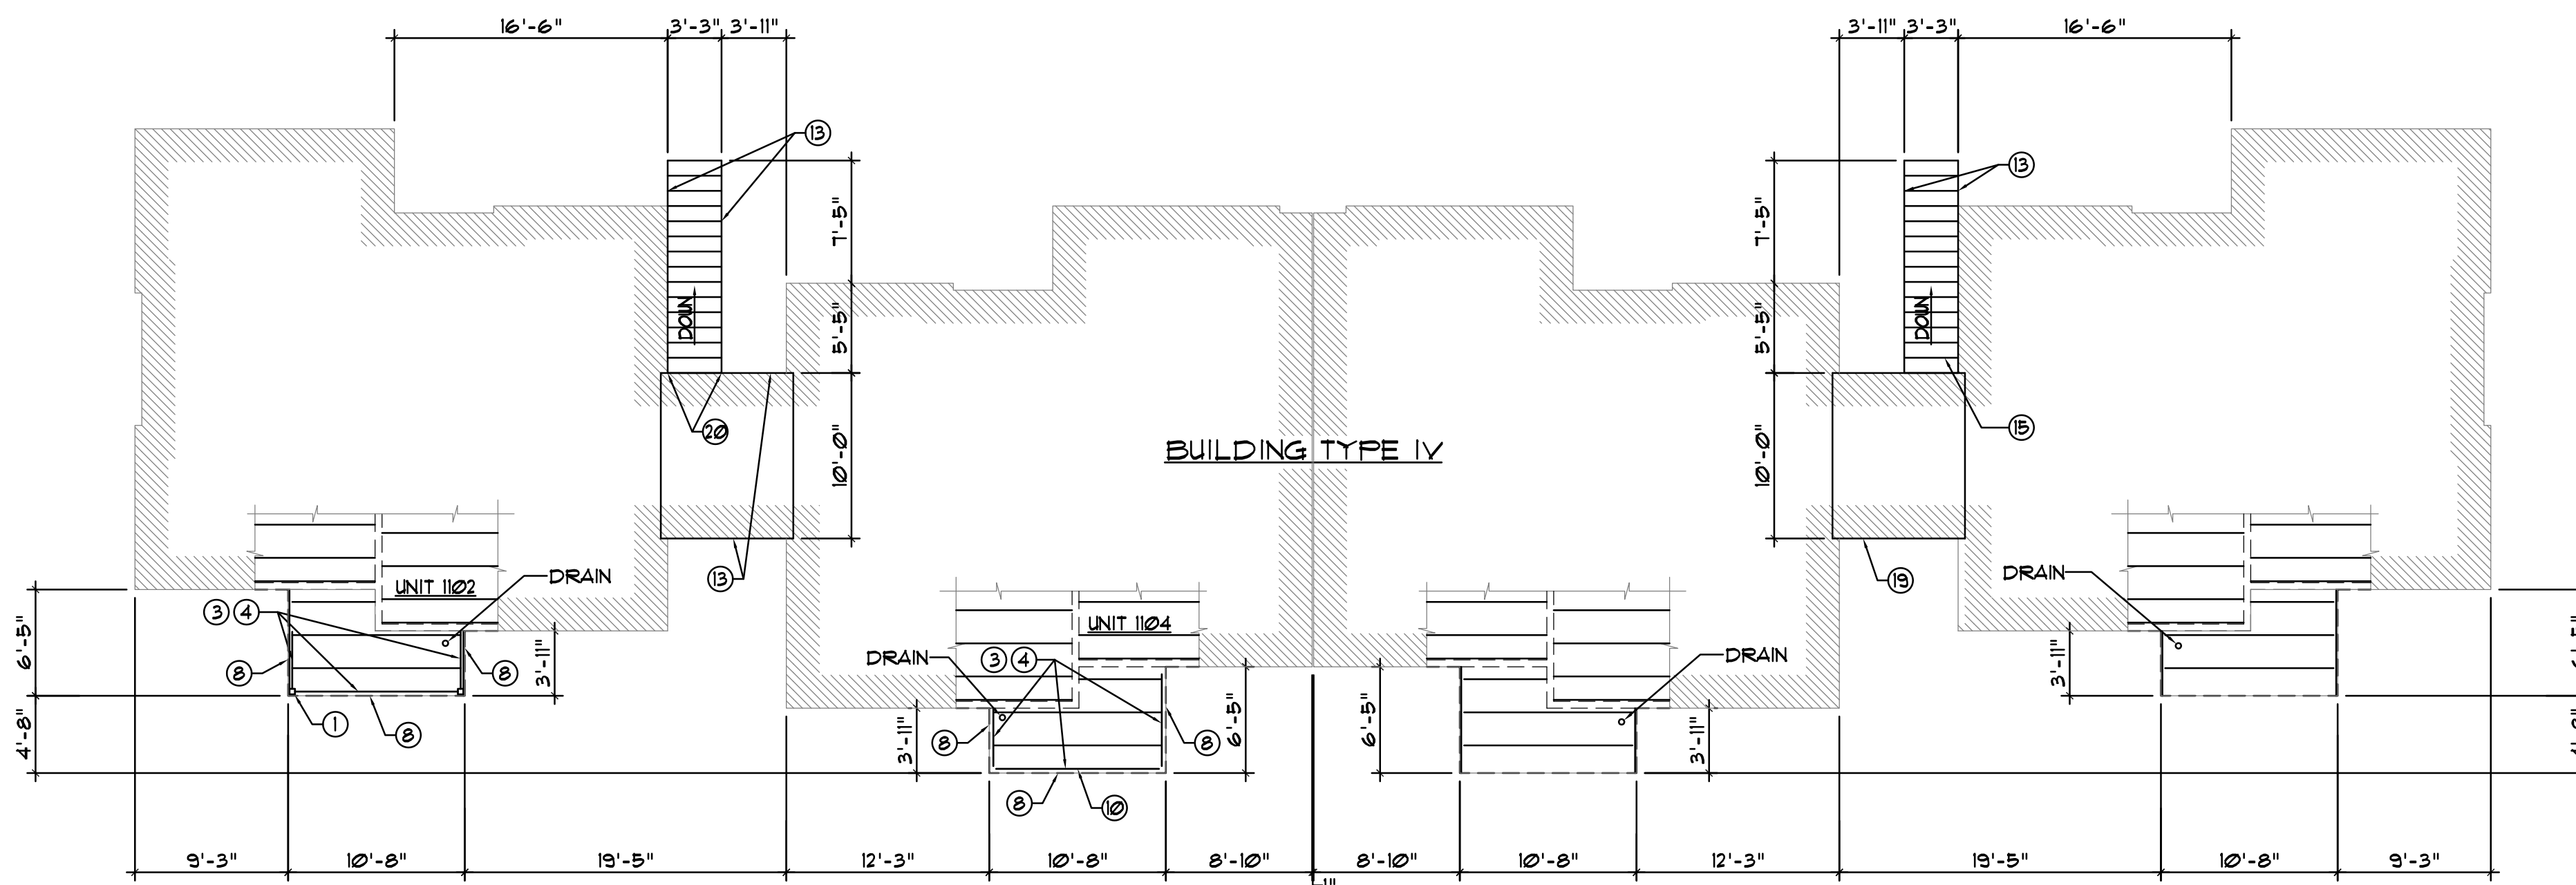 16'-6" 3'-3" 3'-11" 3'-11" 3'-3" 16'-6"
13 13
7'-5" 7'-5"
DOWN DOWN
5'-5" 5'-5"
20 15
BUILDING TYPE IV
10'-0" 10'-0"
13 19
UNIT 1102 DRAIN DRAIN
3 4
UNIT 1104
DRAIN 3 4 DRAIN
6'-5" 8 8 3'-11" 3'-11"
4'-8" 1 8
3'-11" 8 8 6'-5" 6'-5" 3'-11"
8 10
9'-3" 10'-8" 19'-5" 12'-3" 10'-8" 8'-10" 8'-10" 10'-8" 12'-3" 19'-5" 10'-8" 9'-3"